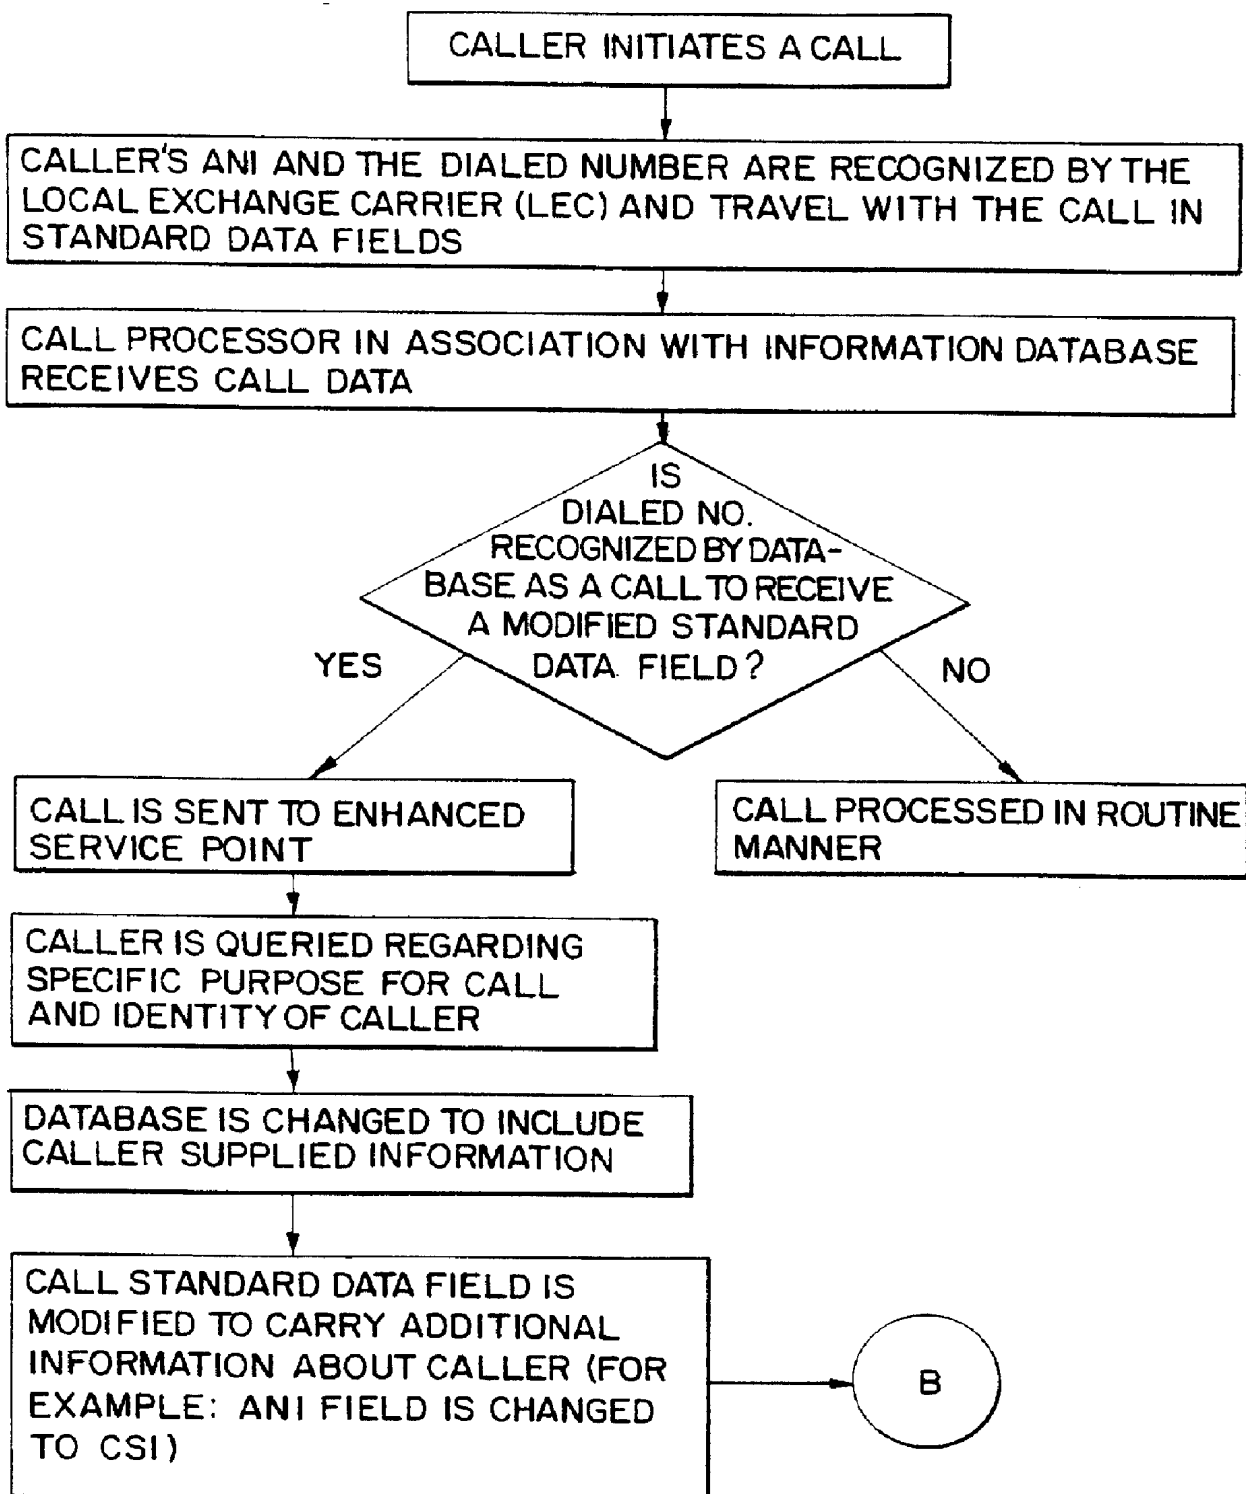 CALLER INITIATES A CALL
CALLER'S ANI AND THE DIALED NUMBER ARE RECOGNIZED BY THE
LOCAL EXCHANGE CARRIER (LEC) AND TRAVEL WITH THE CALL IN
STANDARD DATA FIELDS
CALL PROCESSOR IN ASSOCIATION WITH INFORMATION DATABASE
RECEIVES CALL DATA
IS
DIALED NO.
RECOGNIZED BY DATA-
BASE AS A CALL TO RECEIVE
A MODIFIED STANDARD
DATA FIELD?
YES
NO
CALL IS SENT TO ENHANCED
SERVICE POINT
CALL PROCESSED IN ROUTINE
MANNER
CALLER IS QUERIED REGARDING
SPECIFIC PURPOSE FOR CALL
AND IDENTITY OF CALLER
DATABASE IS CHANGED TO INCLUDE
CALLER SUPPLIED INFORMATION
CALL STANDARD DATA FIELD IS
MODIFIED TO CARRY ADDITIONAL
INFORMATION ABOUT CALLER (FOR
EXAMPLE: ANI FIELD IS CHANGED
TO CSI)
B